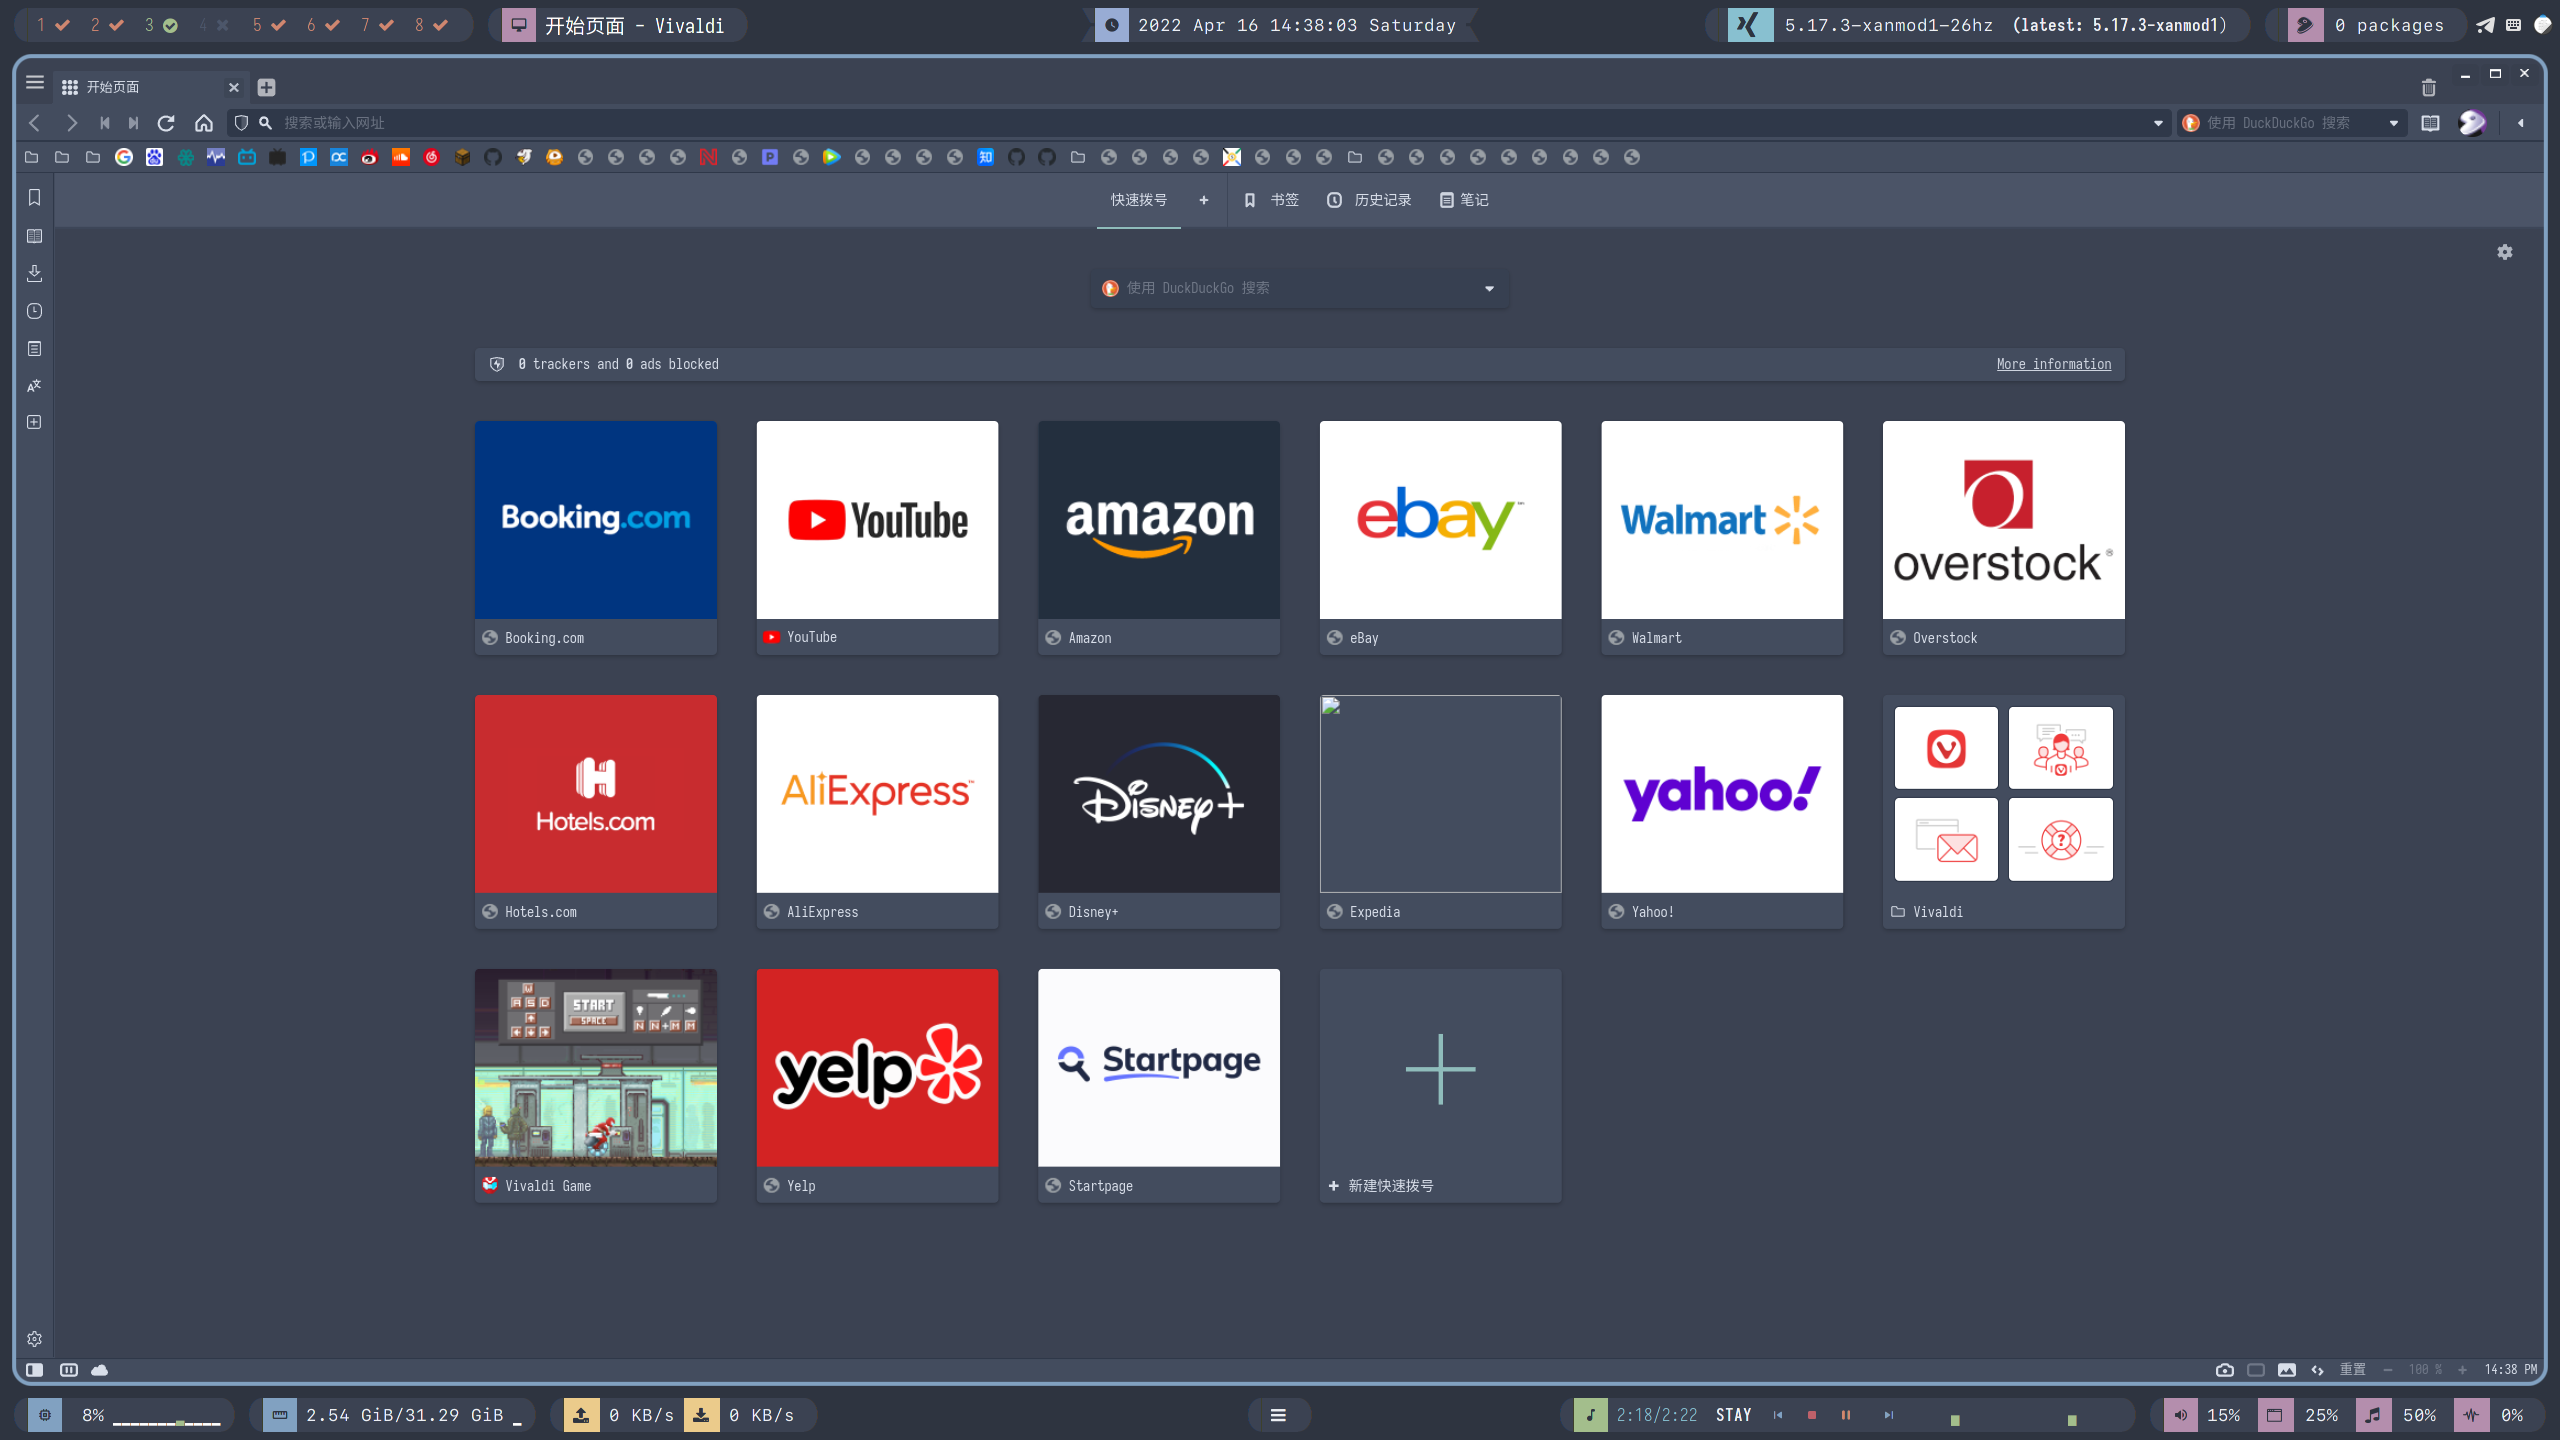 1 2 3 4 5 6 7 8
开始页面 - Vivaldi
2022 Apr 16 14:38:03 Saturday
5.17.3-xanmod1-26hz (latest: 5.17.3-xanmod1)
0 packages
开始页面
搜索或输入网址
使用 DuckDuckGo 搜索
快速拨号 书签 历史记录 笔记
使用 DuckDuckGo 搜索
0 trackers and 0 ads blocked
More information
Booking.com
YouTube
amazon
ebay
Walmart
overstock
Booking.com
YouTube
Amazon
eBay
Walmart
Overstock
Hotels.com
AliExpress
Disney+
yahoo!
Hotels.com
AliExpress
Disney+
Expedia
Yahoo!
Vivaldi
W
A S D
START
SPACE
N N+M M
yelp
Startpage
Vivaldi Game
Yelp
Startpage
新建快速拨号
重置 100 % 14:38 PM
8%
2.54 GiB/31.29 GiB
0 KB/s 0 KB/s
2:18/2:22 STAY
15% 25% 50% 0%